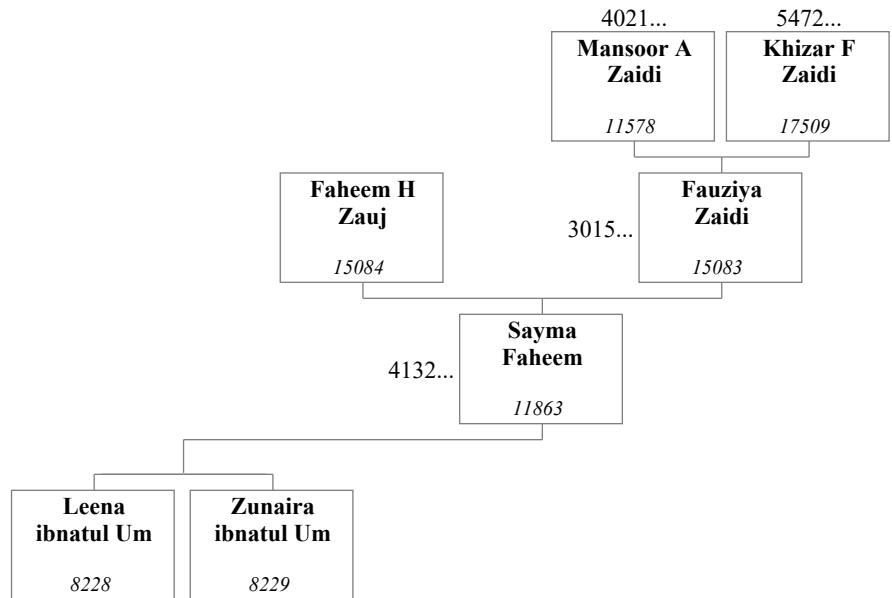 4021...
5472...
Mansoor A
Zaidi
11578
Khizar F
Zaidi
17509
Faheem H
Zauj
15084
3015...
Fauziya
Zaidi
15083
4132...
Sayma
Faheem
11863
Leena
ibnatul Um
8228
Zunaira
ibnatul Um
8229